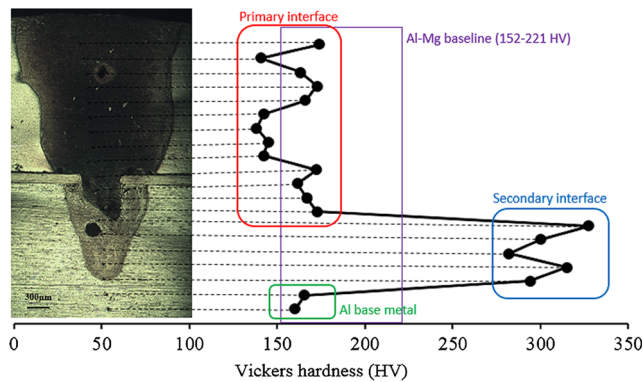 Primary interface
Al-Mg baseline (152-221 HV)
Secondary interface
300µm
Al base metal
0 50 100 150 200 250 300 350
Vickers hardness (HV)